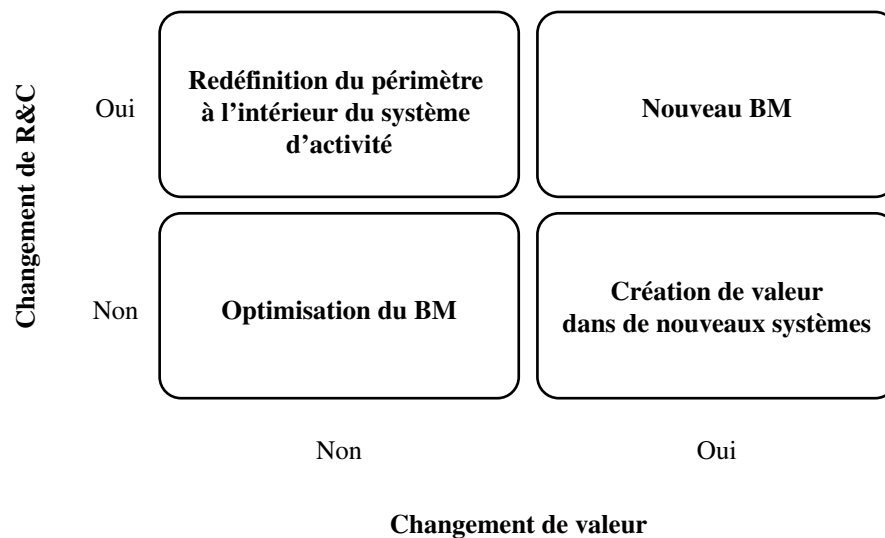 Changement de R&C
Oui
Redéfinition du périmètre
à l’intérieur du système
d’activité
Nouveau BM
Non
Optimisation du BM
Création de valeur
dans de nouveaux systèmes
Non
Oui
Changement de valeur